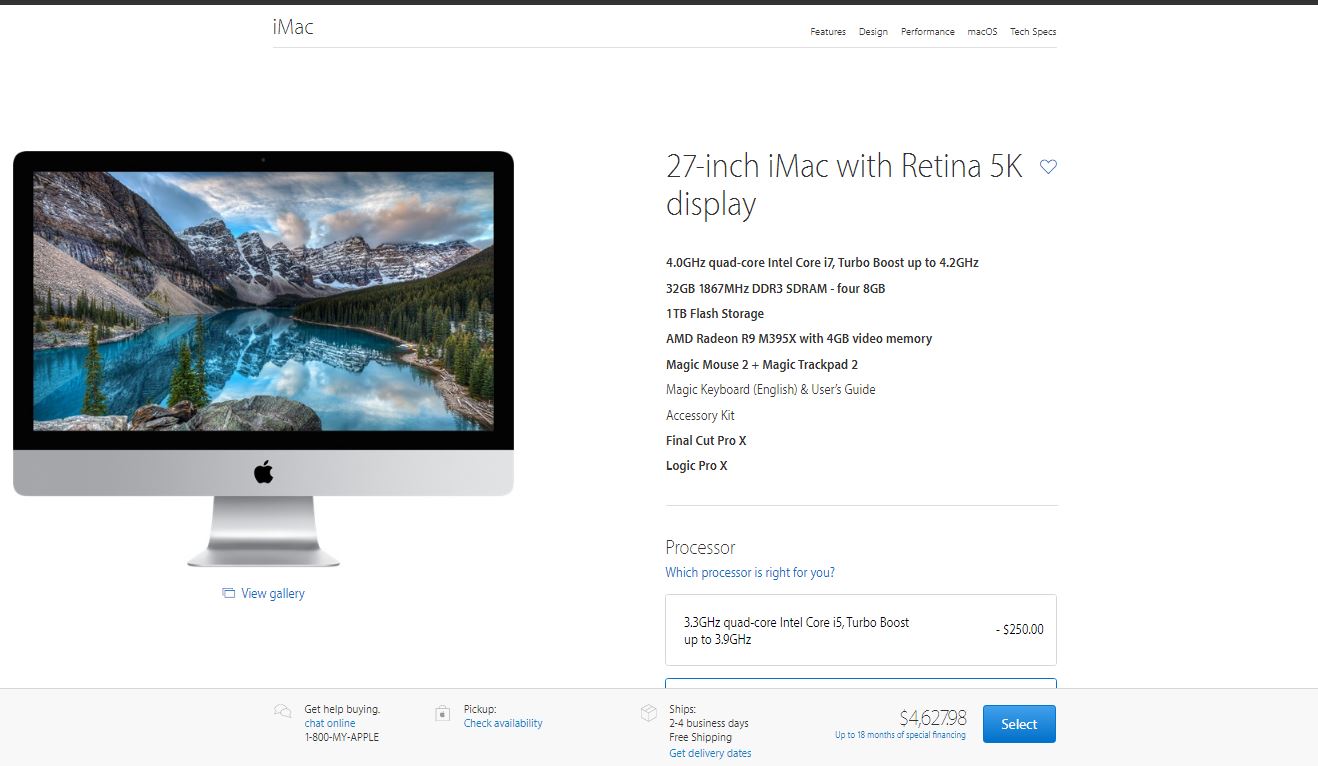 iMac
Features Design Performance macOS Tech Specs
27-inch iMac with Retina 5K
display
4.0GHz quad-core Intel Core i7, Turbo Boost up to 4.2GHz
32GB 1867MHz DDR3 SDRAM - four 8GB
1TB Flash Storage
AMD Radeon R9 M395X with 4GB video memory
Magic Mouse 2 + Magic Trackpad 2
Magic Keyboard (English) & User's Guide
Accessory Kit
Final Cut Pro X
Logic Pro X
View gallery
Processor
Which processor is right for you?
3.3GHz quad-core Intel Core i5, Turbo Boost
up to 3.9GHz
- $250.00
Get help buying.
chat online
1-800-MY-APPLE
Pickup:
Check availability
Ships:
2-4 business days
Free Shipping
Get delivery dates
$4,627.98
Up to 18 months of special financing
Select